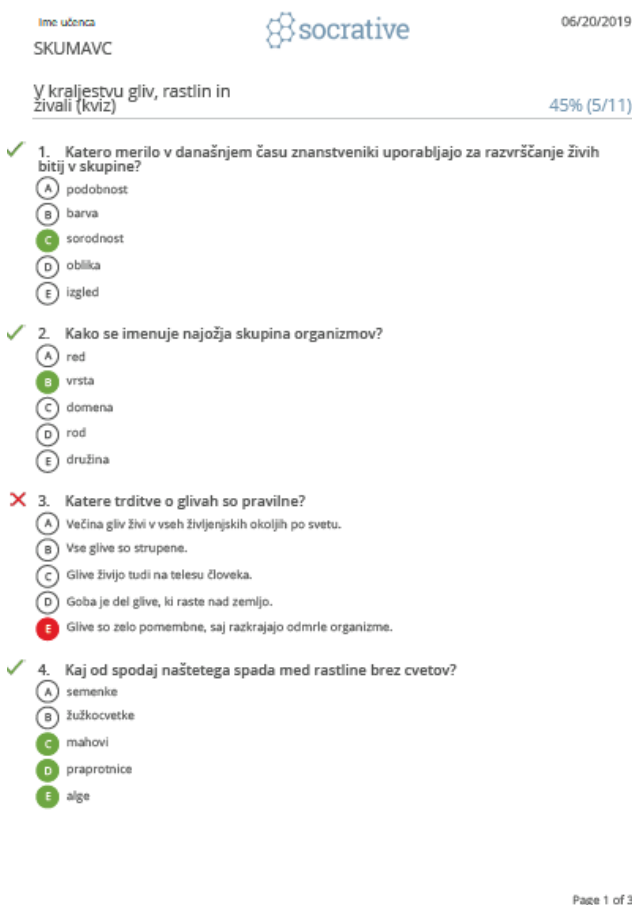 Ime učenca
SKUMAVC
socrative
06/20/2019
V kraljestvu gliv, rastlin in
živali (kviz)
45% (5/11)
1. Katero merilo v današnjem času znanstveniki uporabljajo za razvrščanje živih
bitij v skupine?
A podobnost
B barva
C sorodnost
D oblika
E izgled
2. Kako se imenuje najožja skupina organizmov?
A red
B vrsta
C domena
D rod
E družina
3. Katere trditve o glivah so pravilne?
A Večina gliv živi v vseh življenjskih okoljih po svetu.
B Vse glive so strupene.
C Glive živijo tudi na telesu človeka.
D Goba je del glive, ki raste nad zemljo.
E Glive so zelo pomembne, saj razkrajajo odmrle organizme.
4. Kaj od spodaj naštetega spada med rastline brez cvetov?
A semenke
B žužkocvetke
C mahovi
D praprotnice
E alge
Page 1 of 3